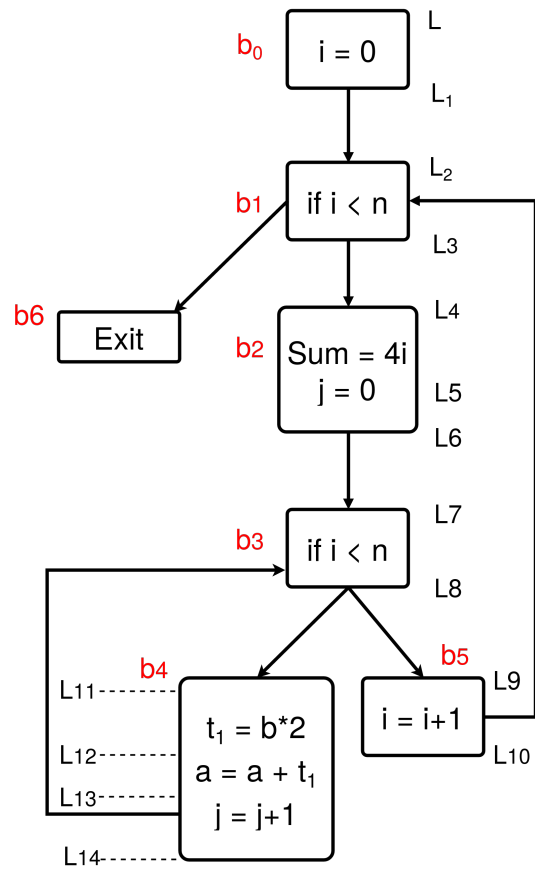 L
b₀
i = 0
L₁
L₂
b1
if i < n
L3
L4
b6
Exit
b2
Sum = 4i
j = 0
L5
L6
L7
b3
if i < n
L8
b4
b5
L9
L11
i = i+1
t₁ = b*2
L12
L10
a = a + t₁
L13
j = j+1
L14